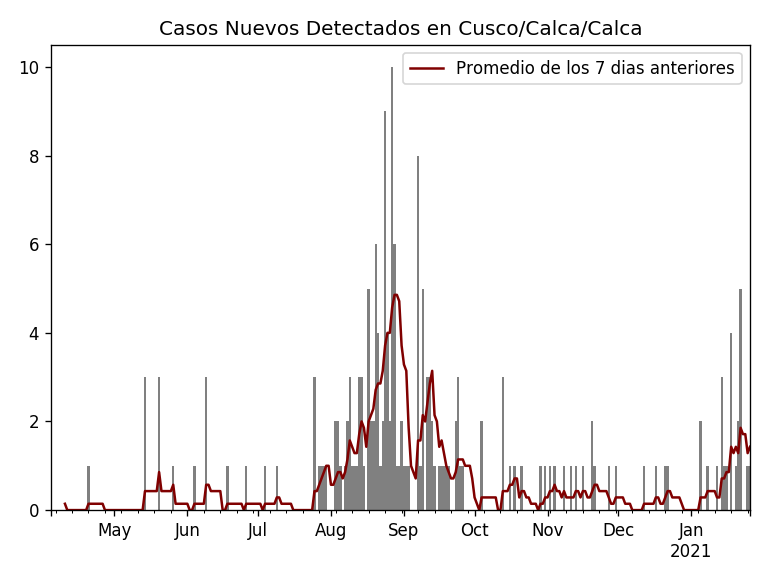 Casos Nuevos Detectados en Cusco/Calca/Calca
Promedio de los 7 dias anteriores
10
8
6
4
2
0
May Jun Jul Aug Sep Oct Nov Dec Jan
2021